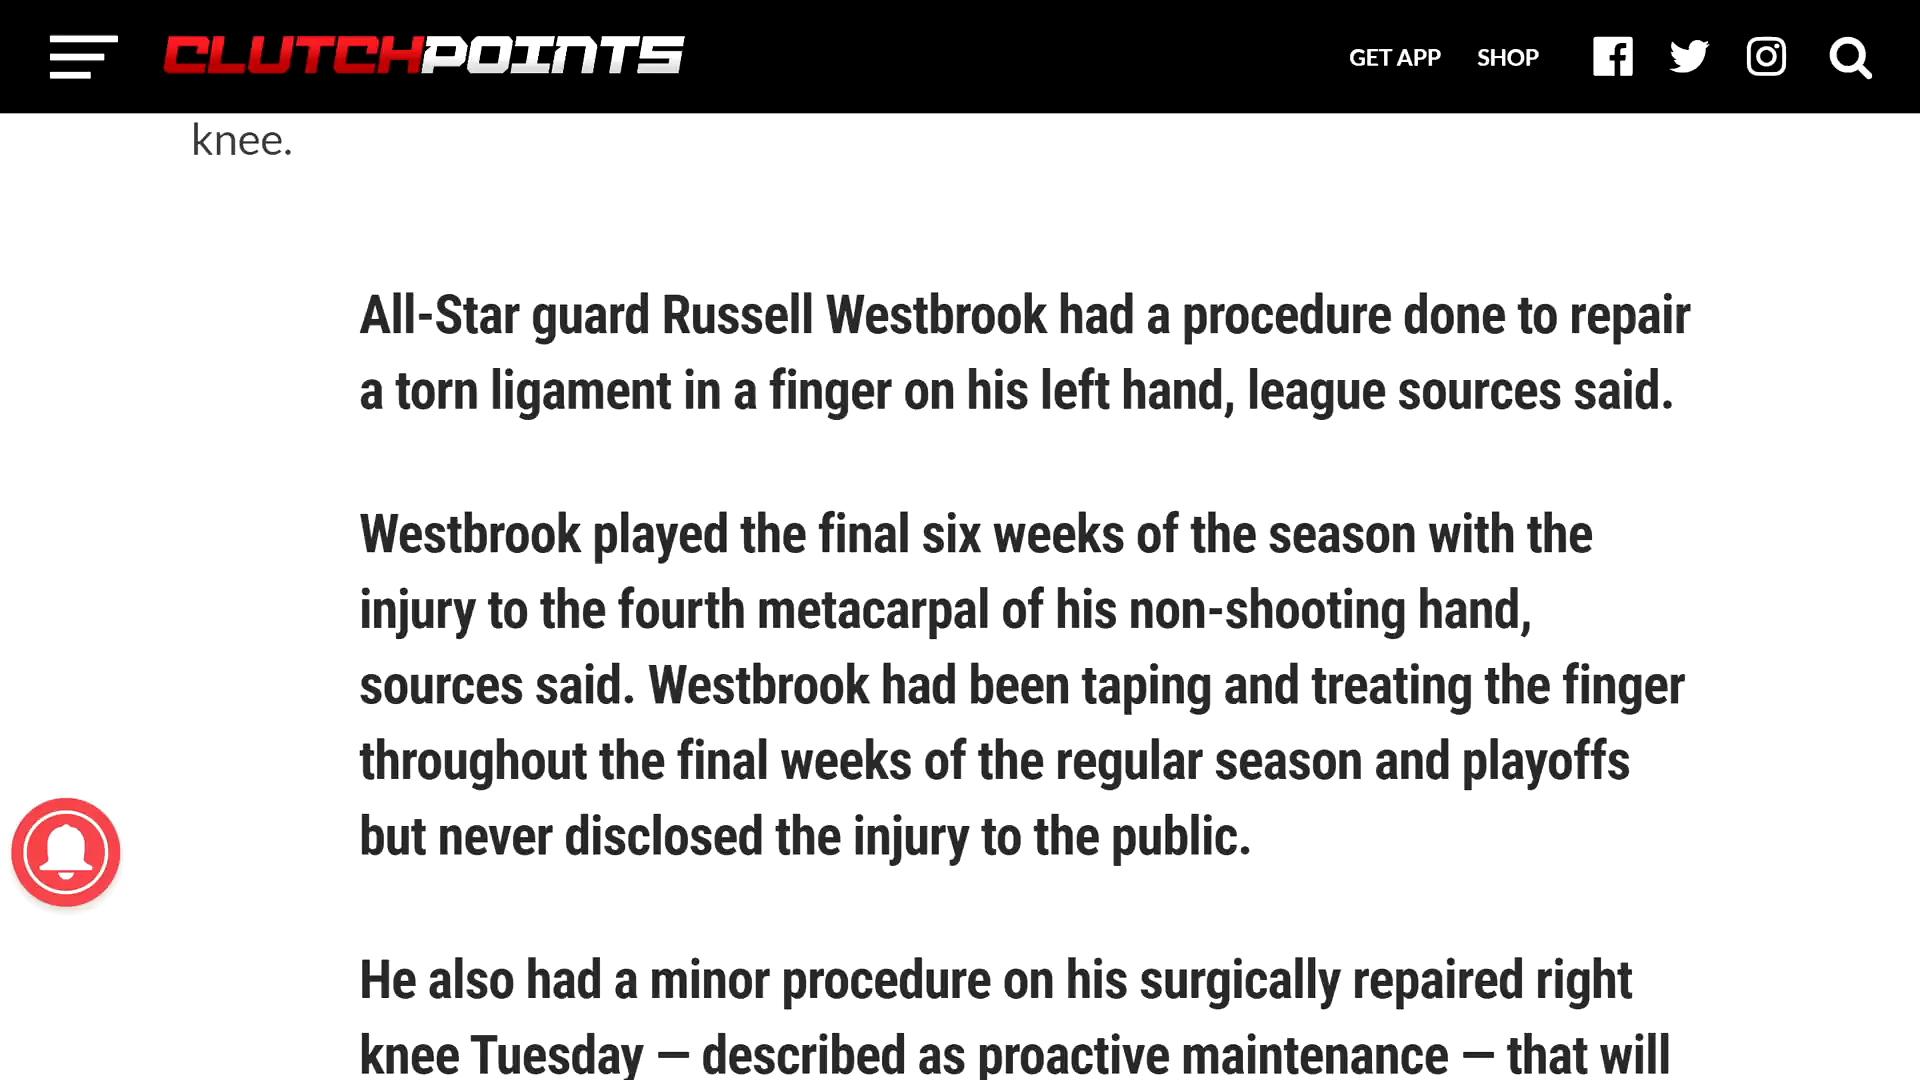 CLUTCHPOINTS
GET APP SHOP
knee.
All-Star guard Russell Westbrook had a procedure done to repair
a torn ligament in a finger on his left hand, league sources said.
Westbrook played the final six weeks of the season with the
injury to the fourth metacarpal of his non-shooting hand,
sources said. Westbrook had been taping and treating the finger
throughout the final weeks of the regular season and playoffs
but never disclosed the injury to the public.
He also had a minor procedure on his surgically repaired right
knee Tuesday — described as proactive maintenance — that will